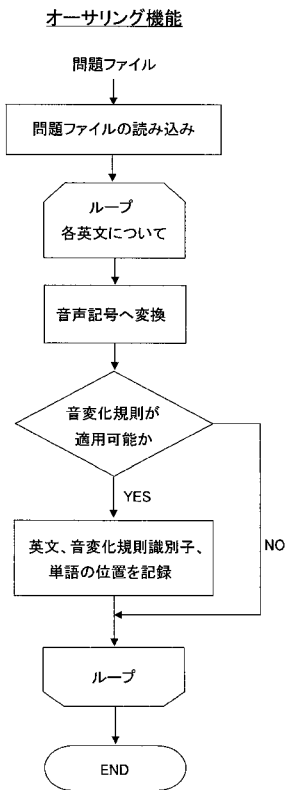 オーサリング機能
問題ファイル
問題ファイルの読み込み
ループ
各英文について
音声記号へ変換
音変化規則が
適用可能か
YES
英文、音変化規則識別子、
単語の位置を記録
NO
ループ
END